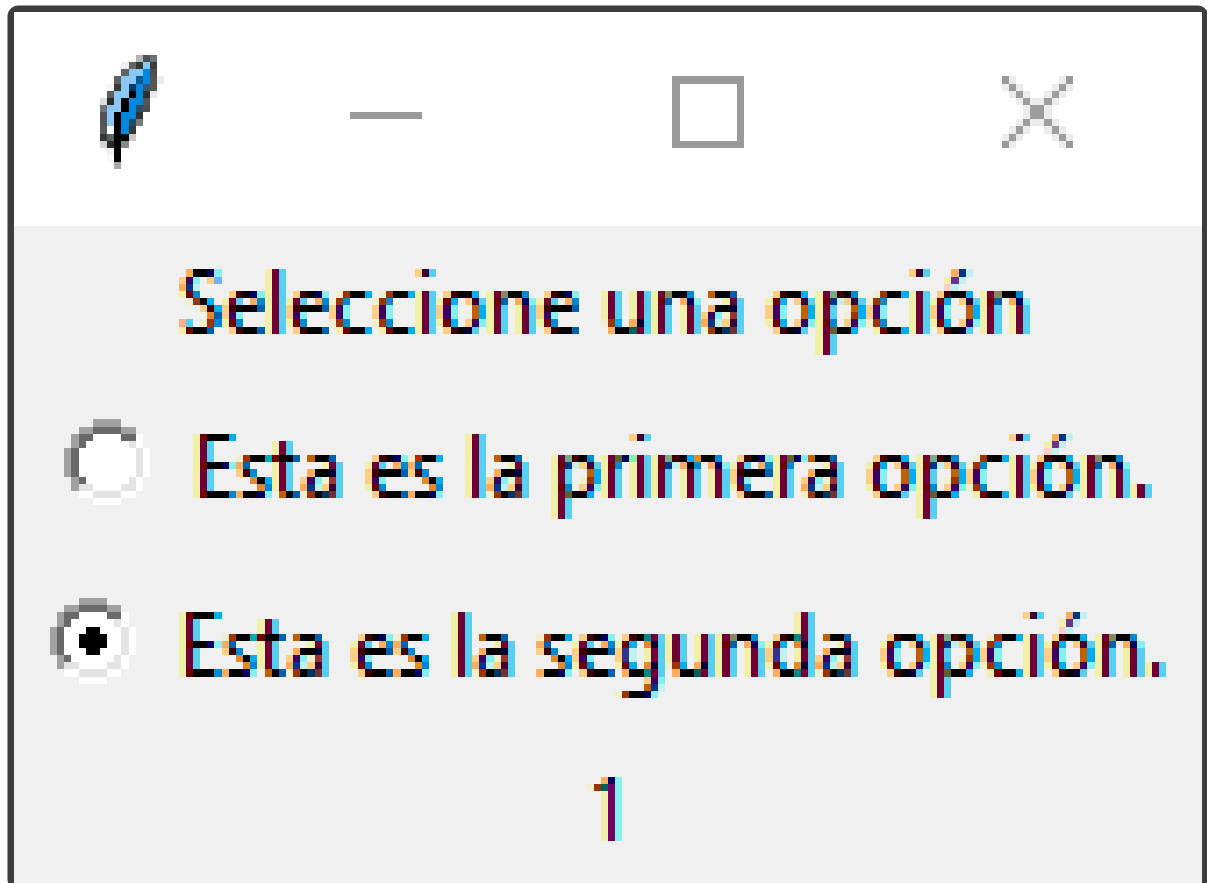 Seleccione una opción
Esta es la primera opción.
Esta es la segunda opción.
1